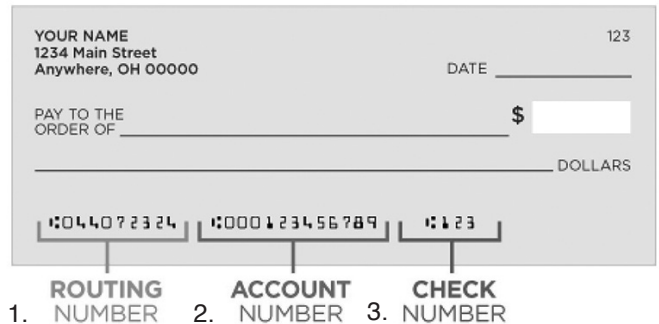 YOUR NAME 123
1234 Main Street
Anywhere, OH 00000
DATE
PAY TO THE
ORDER OF $
DOLLARS
⑆044072324 ⑆000123456789 ⑆123
ROUTING ACCOUNT CHECK
1. NUMBER 2. NUMBER 3. NUMBER